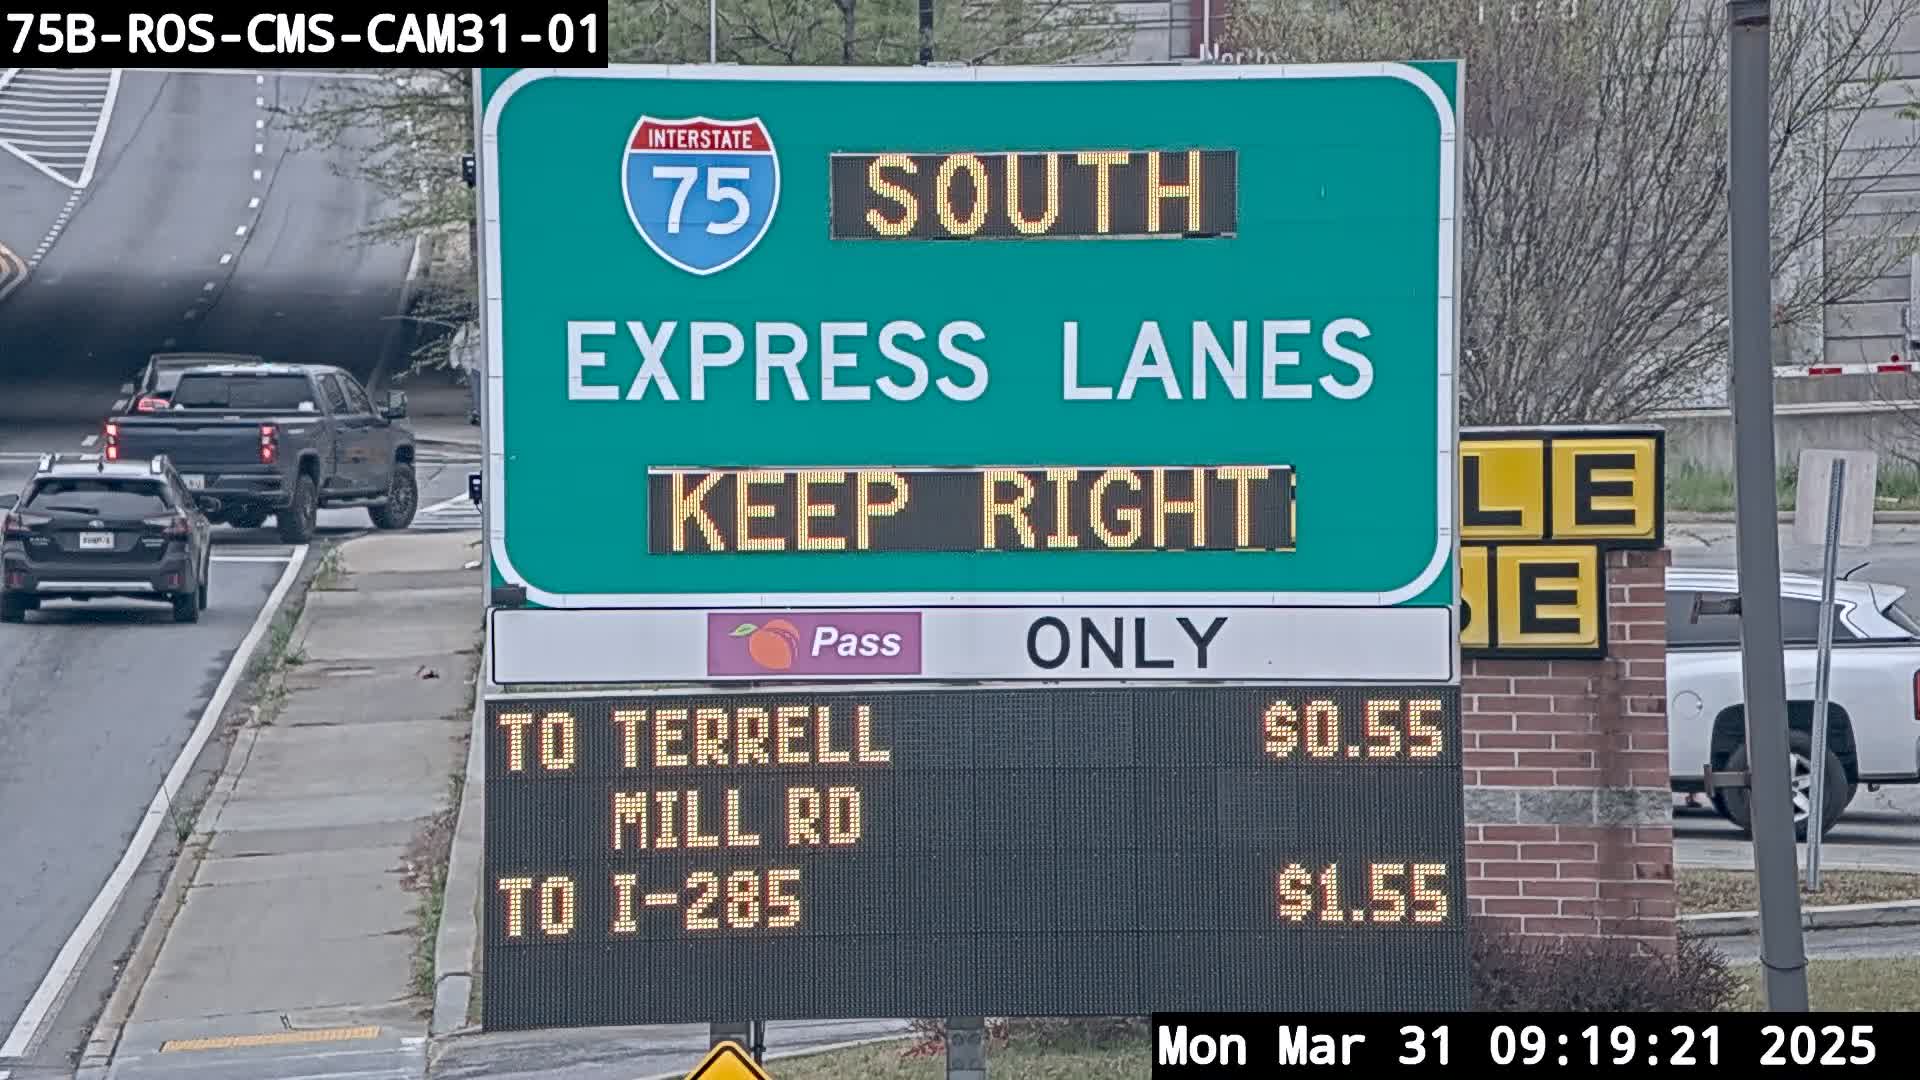 75B-ROS-CMS-CAM31-01
INTERSTATE
75
SOUTH
EXPRESS LANES
KEEP RIGHT
Pass ONLY
TO TERRELL $0.55
MILL RD
TO I-285 $1.55
LE
E
Mon Mar 31 09:19:21 2025